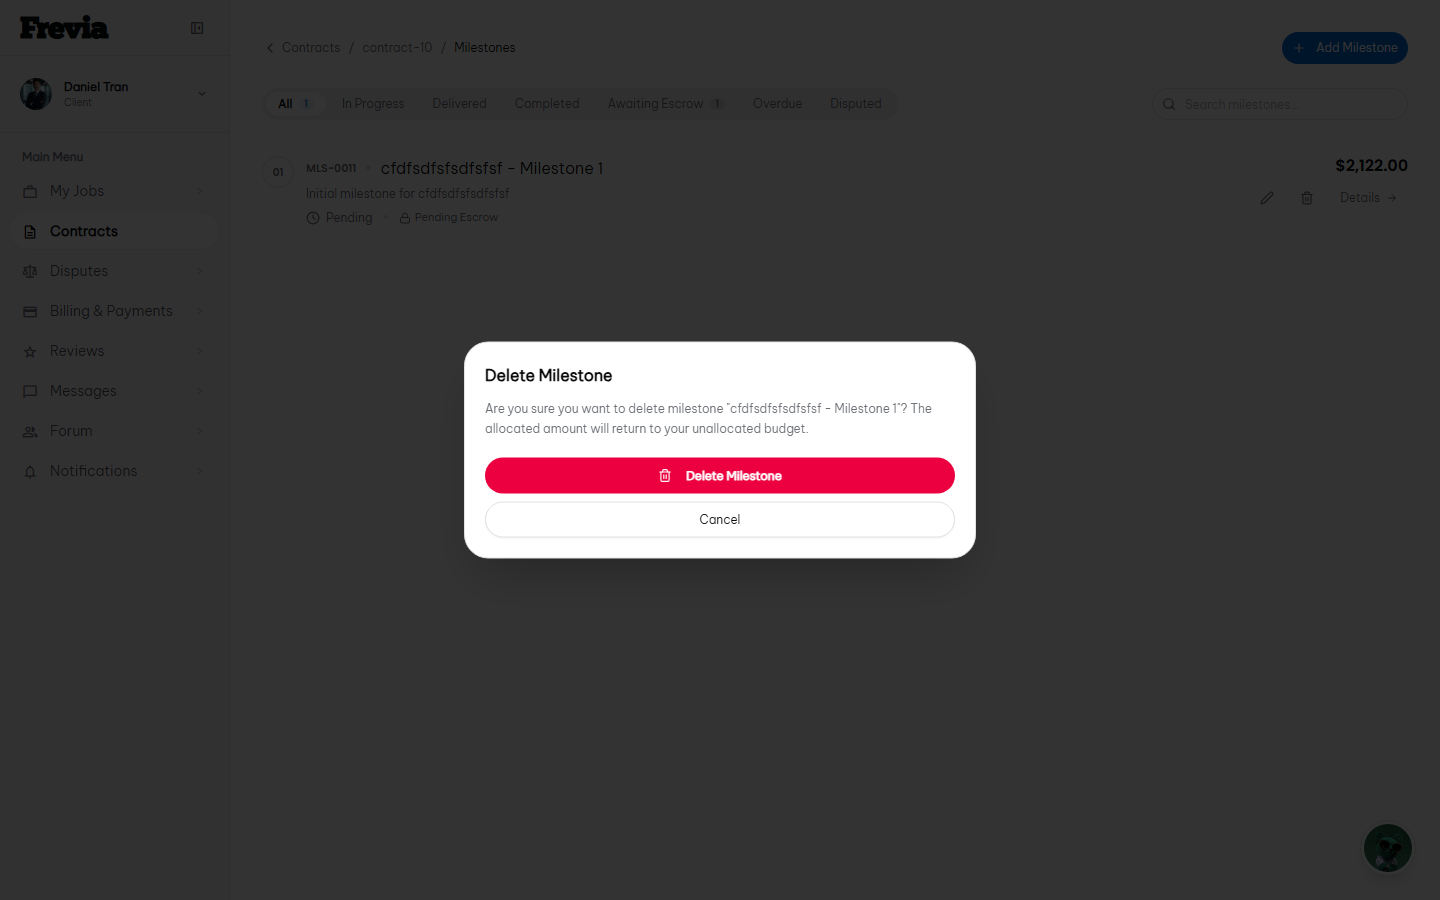 Frevia
Daniel Tran
Client
Main Menu
My Jobs
Contracts
Disputes
Billing & Payments
Reviews
Messages
Forum
Notifications
Contracts / contract-10 / Milestones
Add Milestone
All 1 In Progress Delivered Completed Awaiting Escrow 1 Overdue Disputed
Search milestones...
01 MLS-0011 · cfdfsdfsfsdfsfsf - Milestone 1
$2,122.00
Initial milestone for cfdfsdfsfsdfsfsf
Details →
Pending · Pending Escrow
Delete Milestone
Are you sure you want to delete milestone "cfdfsdfsfsdfsfsf - Milestone 1"? The
allocated amount will return to your unallocated budget.
Delete Milestone
Cancel